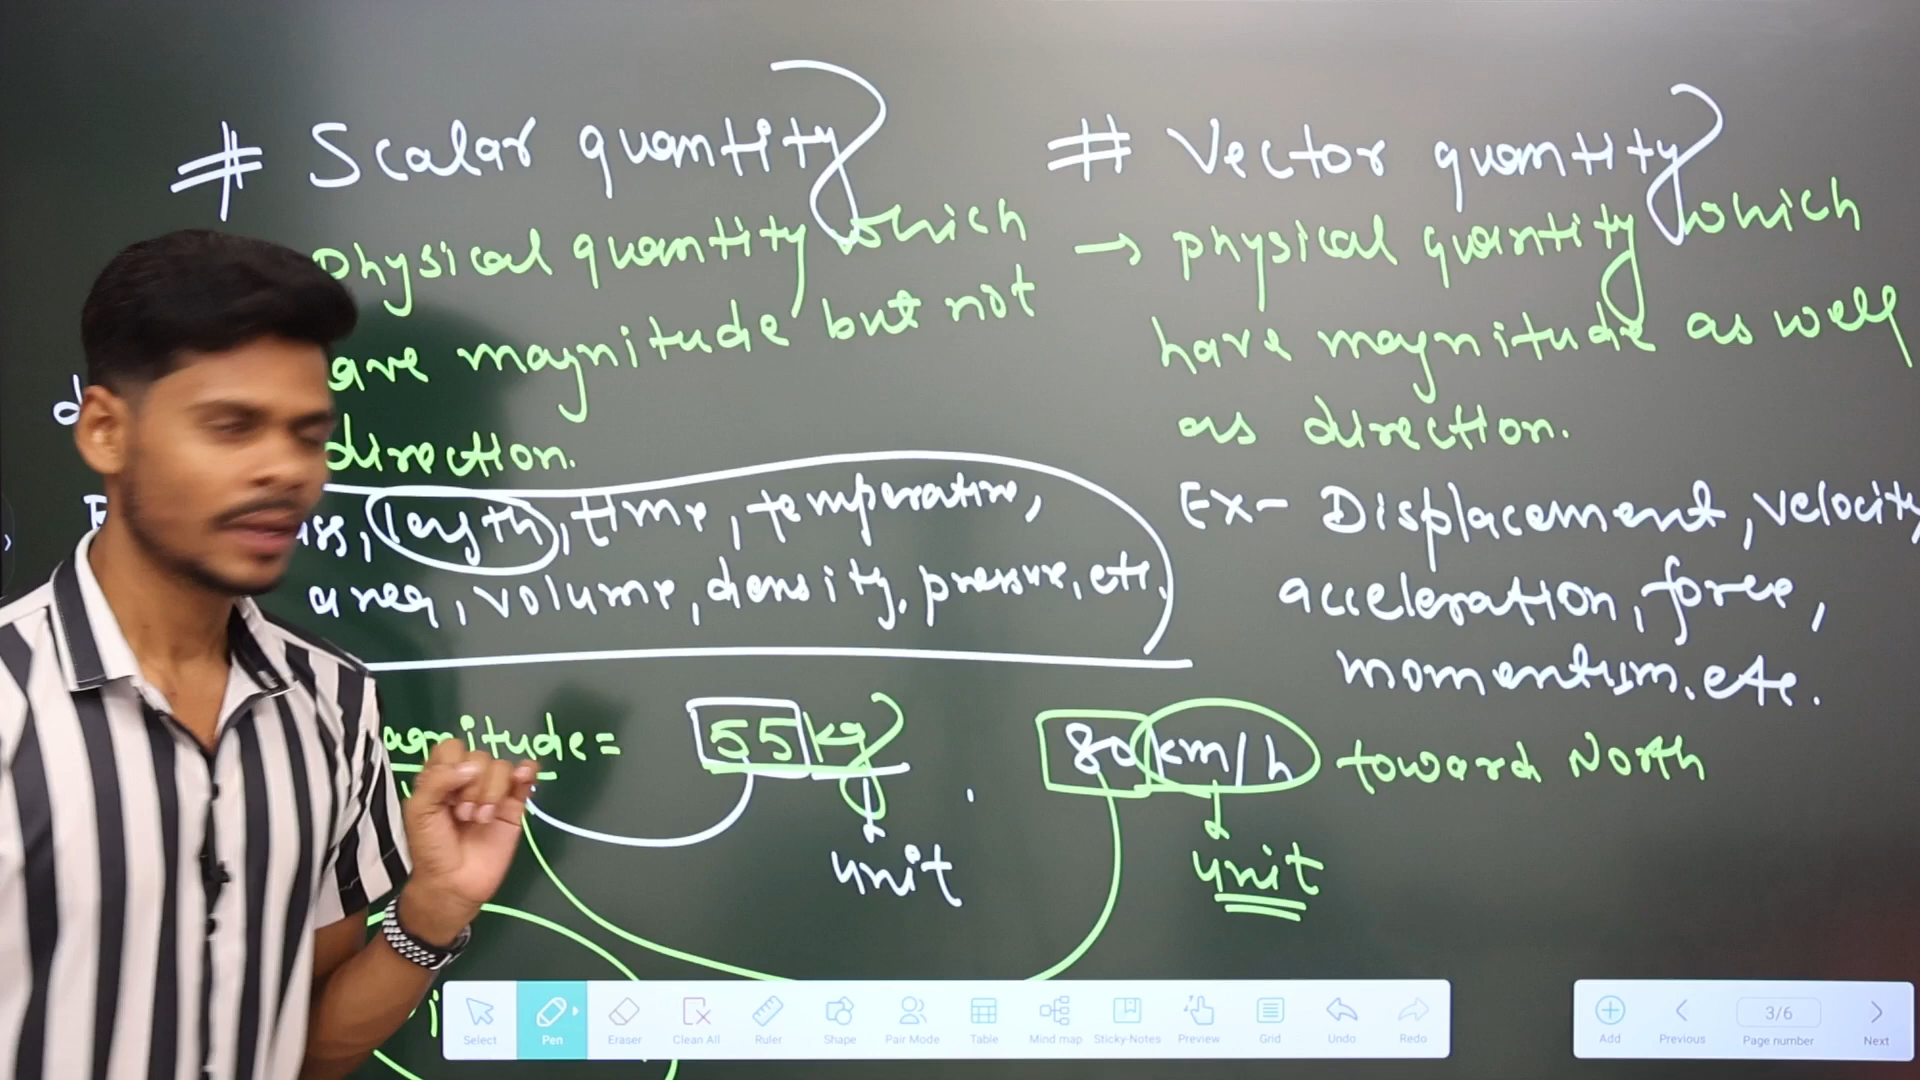 # Scalar quantity
physical quantity which
have magnitude but not
direction.
length, time, temperature,
area, volume, density, pressure, etc.
magnitude = 55 kg
unit
# Vector quantity
→ physical quantity which
have magnitude as well
as direction.
Ex- Displacement, velocity
acceleration, force,
momentum. etc.
80 km/h toward North
unit
Select Pen Eraser Clean All Ruler Shape Pair Mode Table Mind map Sticky-Notes Preview Grid Undo Redo
3/6
Add Previous Page number Next